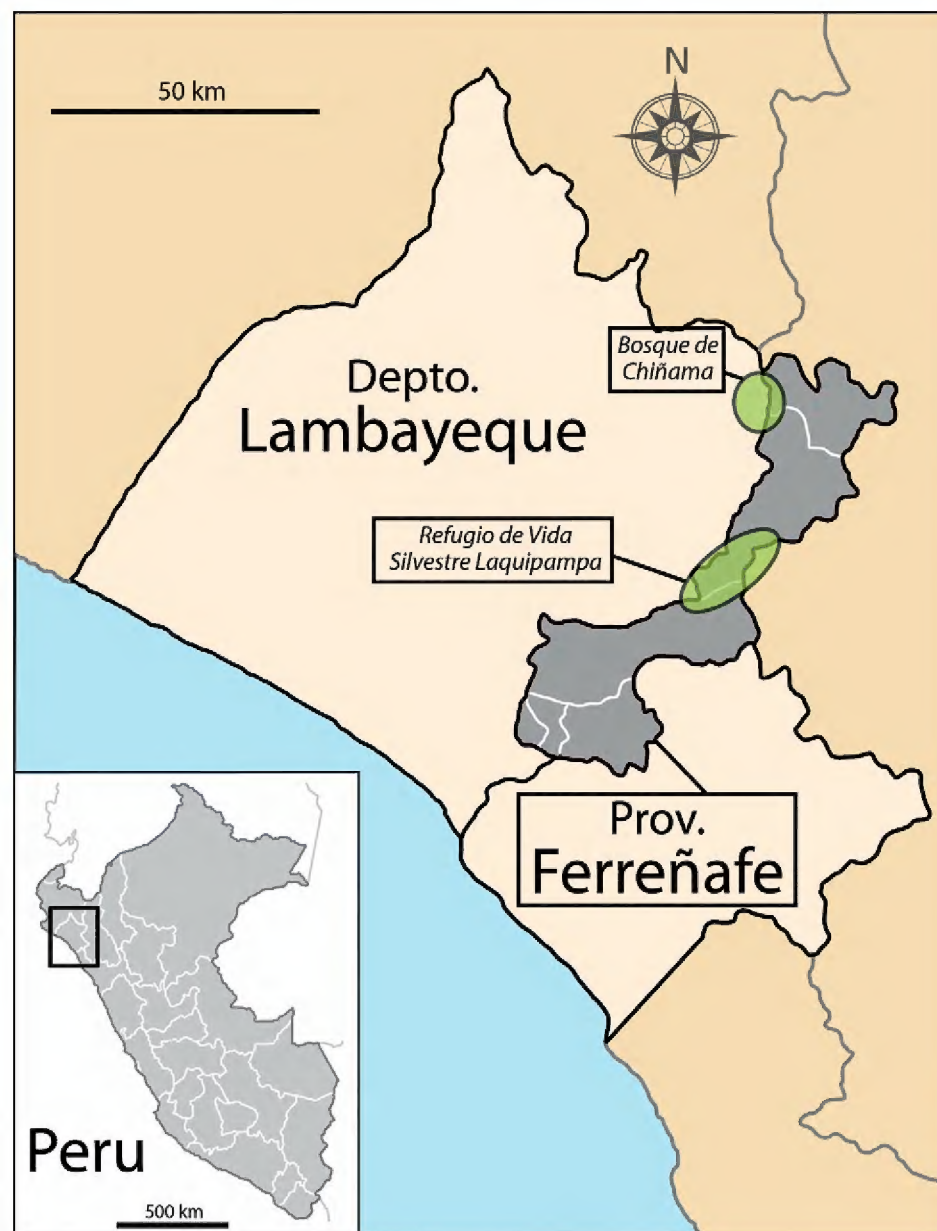 50 km
N
Bosque de
Chiñama
Depto.
Lambayeque
Refugio de Vida
Silvestre Laquipampa
Prov.
Ferreñafe
Peru
500 km